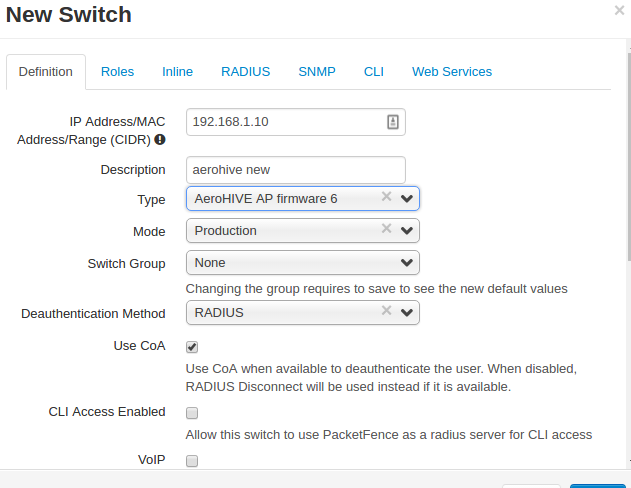 New Switch
×
Definition Roles Inline RADIUS SNMP CLI Web Services
IP Address/MAC
Address/Range (CIDR)
192.168.1.10
Description aerohive new
Type AeroHIVE AP firmware 6
Mode Production
Switch Group None
Changing the group requires to save to see the new default values
Deauthentication Method RADIUS
Use CoA
Use CoA when available to deauthenticate the user. When disabled,
RADIUS Disconnect will be used instead if it is available.
CLI Access Enabled
Allow this switch to use PacketFence as a radius server for CLI access
VoIP